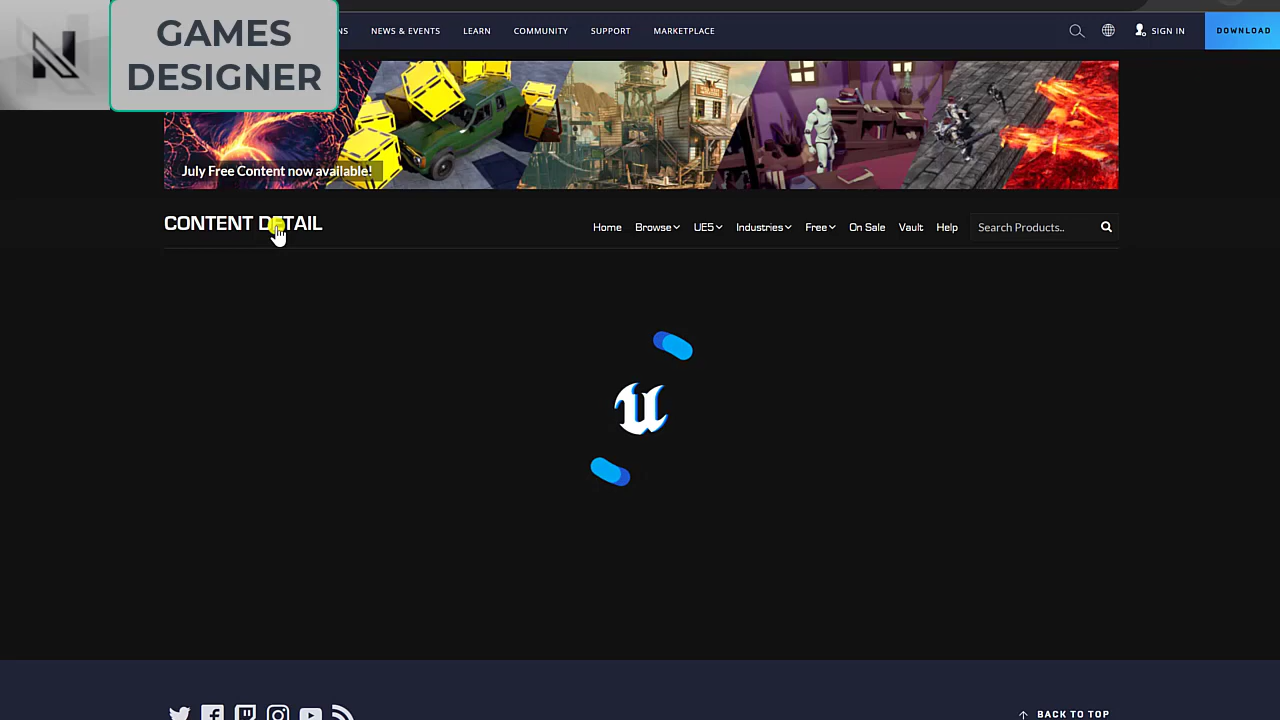 GAMES
DESIGNER
NS
NEWS & EVENTS
LEARN
COMMUNITY
SUPPORT
MARKETPLACE
SIGN IN
DOWNLOAD
July Free Content now available!
CONTENT DETAIL
Home
Browse
UE5
Industries
Free
On Sale
Vault
Help
Search Products..
BACK TO TOP